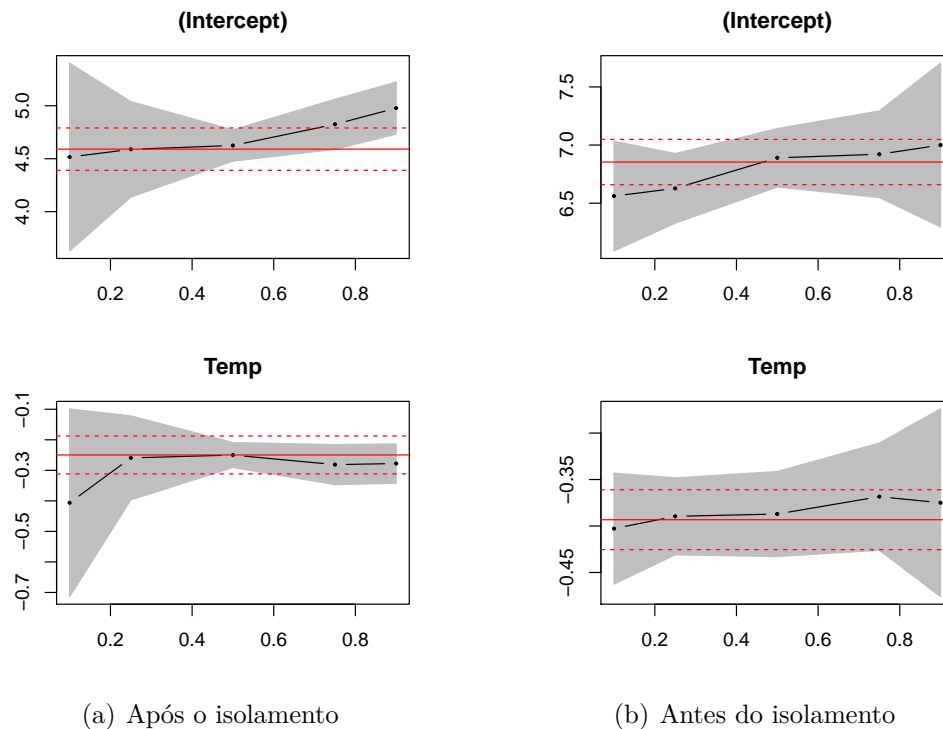 (Intercept)
5.0
4.5
4.0
0.2 0.4 0.6 0.8
(Intercept)
7.5
7.0
6.5
0.2 0.4 0.6 0.8
Temp
−0.1
−0.3
−0.5
−0.7
0.2 0.4 0.6 0.8
Temp
−0.35
−0.45
0.2 0.4 0.6 0.8
(a) Após o isolamento
(b) Antes do isolamento